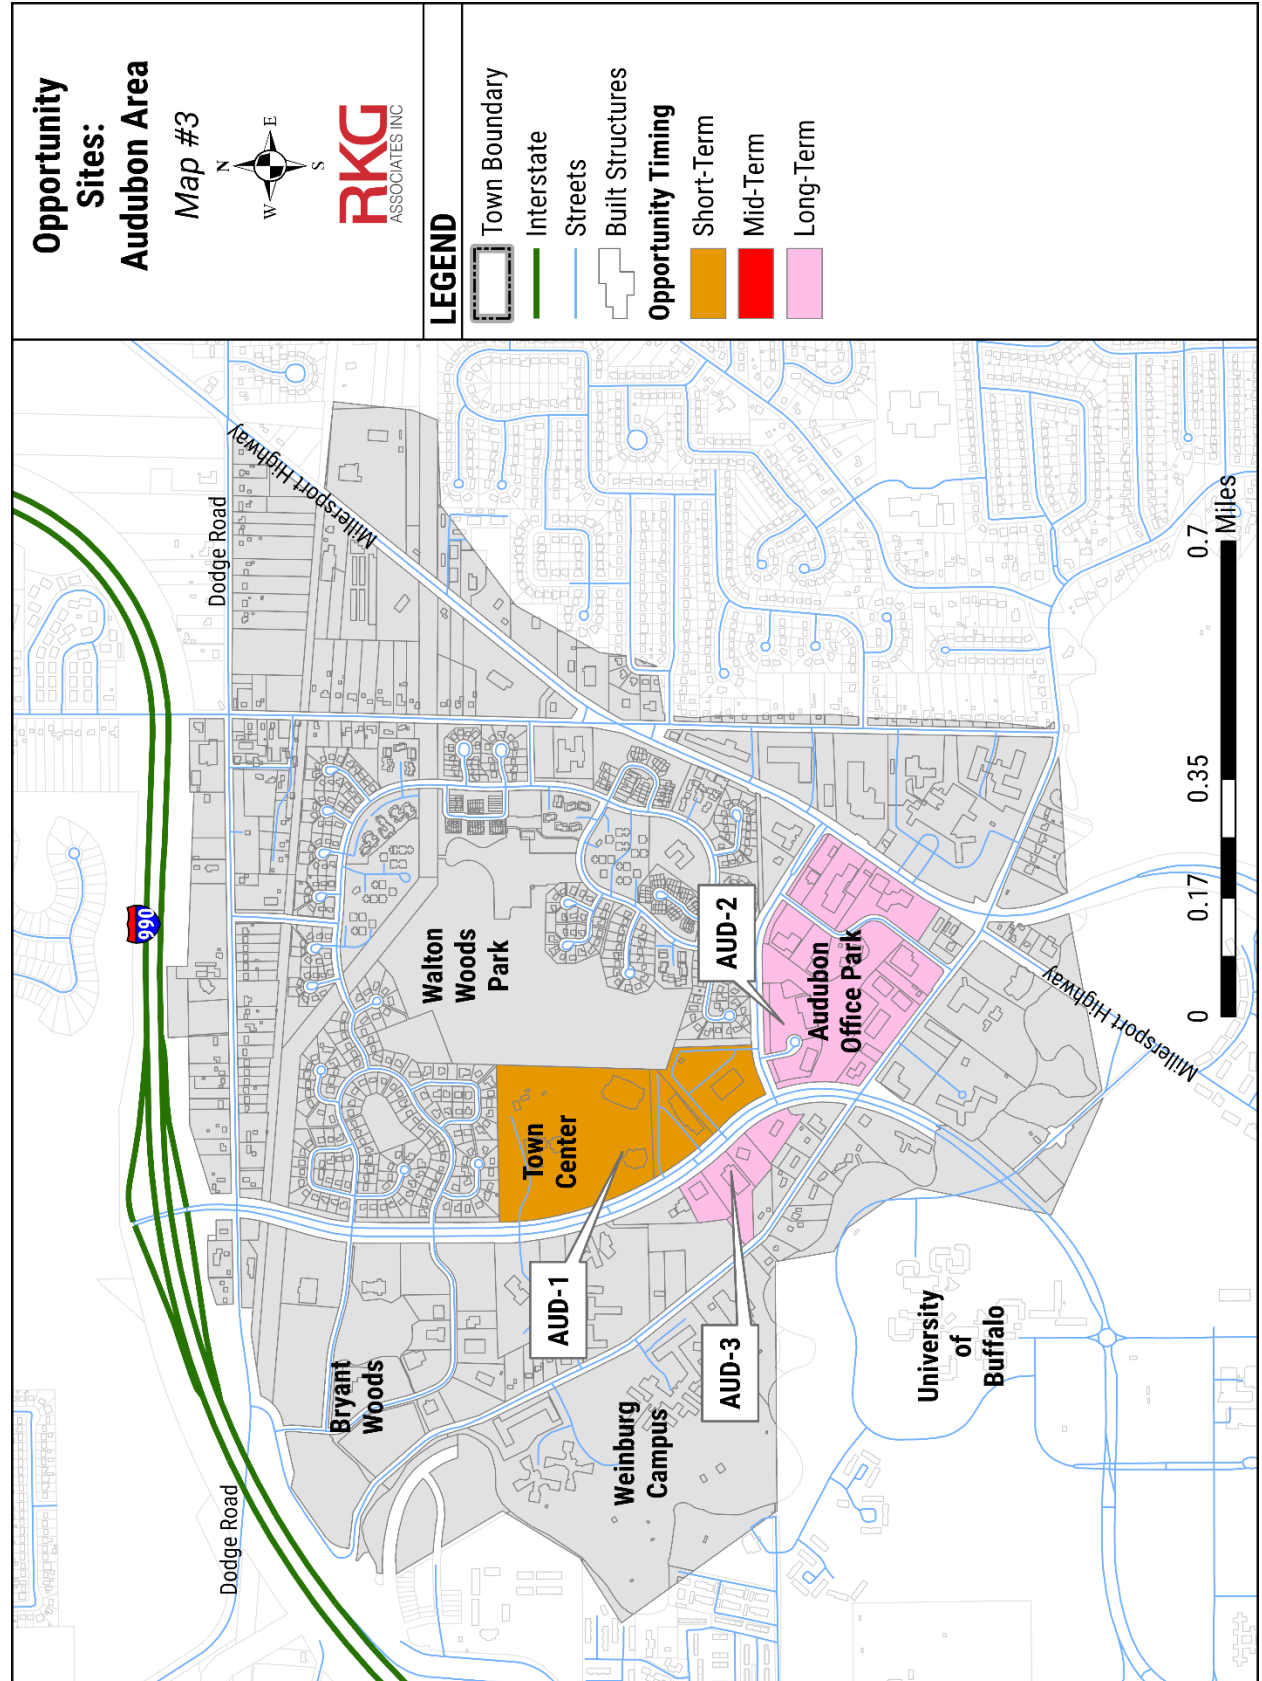 Opportunity
Sites:
Audubon Area
Map #3
N
W
E
S
RKG
ASSOCIATES INC
LEGEND
Town Boundary
Interstate
Streets
Built Structures
Opportunity Timing
Short-Term
Mid-Term
Long-Term
990
Dodge Road
Dodge Road
Millersport Highway
Millersport Highway
Walton
Woods
Park
Town
Center
Bryant
Woods
AUD-1
AUD-2
AUD-3
Audubon
Office Park
Weinburg
Campus
University
of
Buffalo
0
0.17
0.35
0.7
Miles